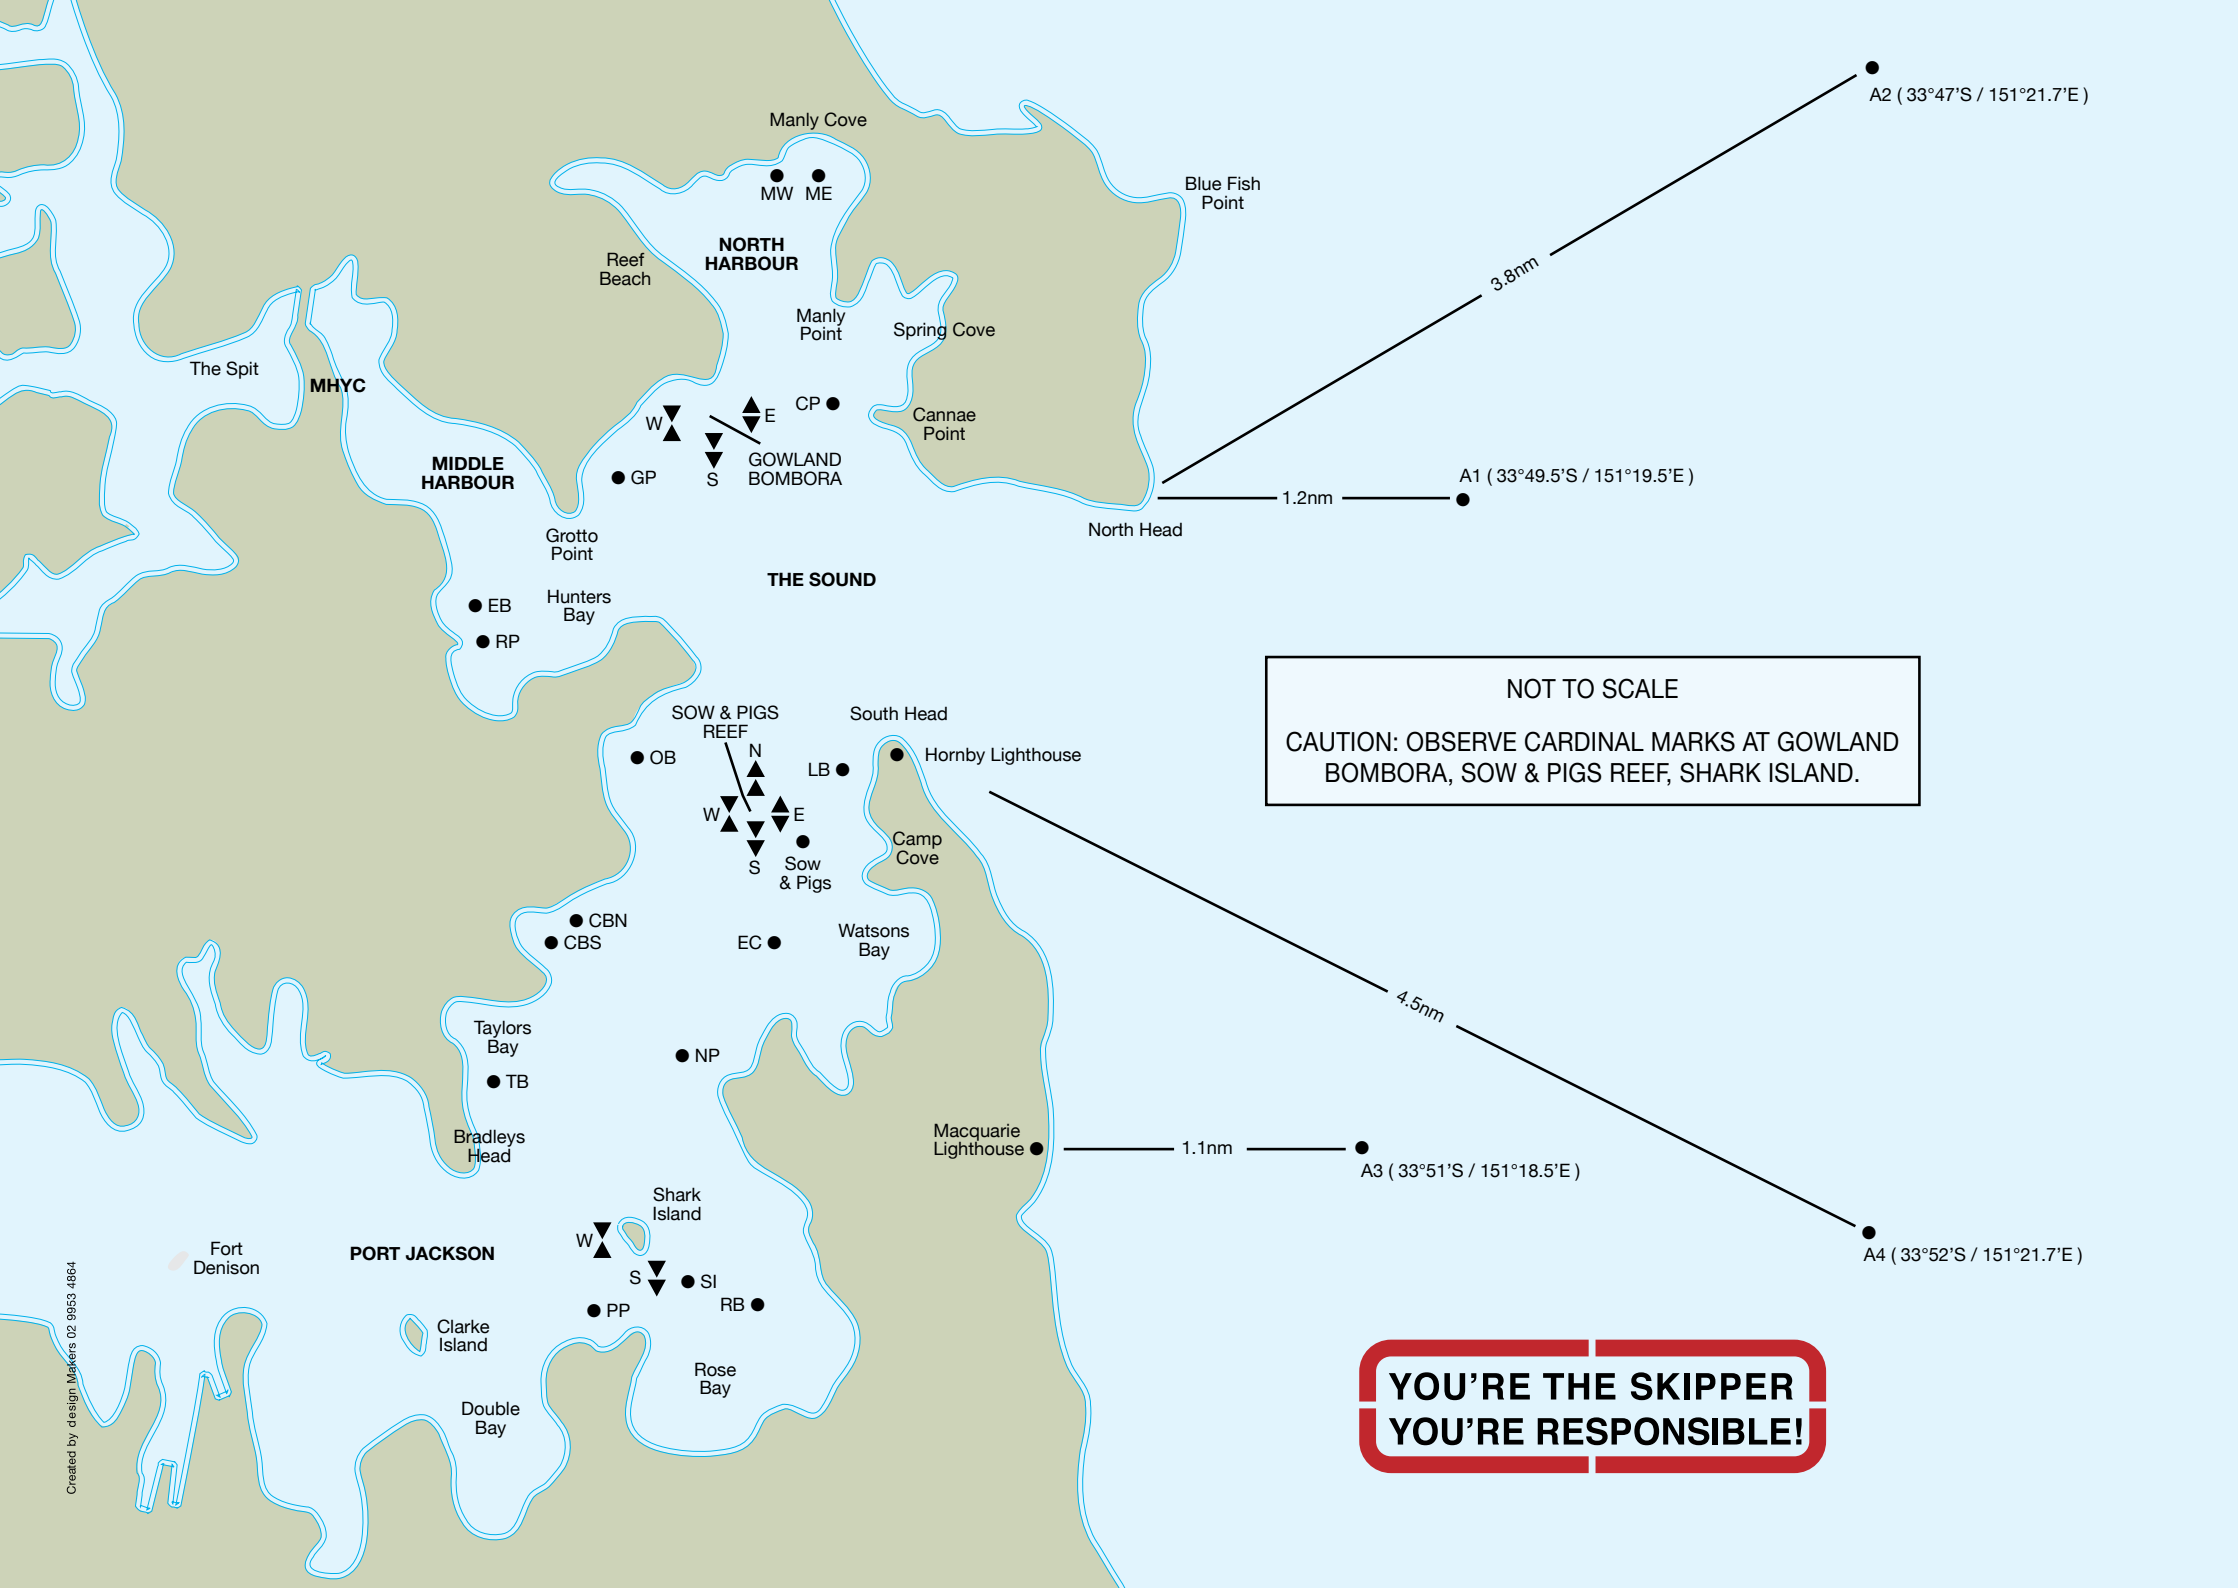 A2 ( 33°47’S / 151°21.7’E )
Manly Cove
MW
ME
Blue Fish
Point
NORTH
HARBOUR
Reef
Beach
3.8nm
Manly
Point
Spring Cove
The Spit
MHYC
W
E
CP
Cannae
Point
GOWLAND
BOMBORA
S
GP
MIDDLE
HARBOUR
A1 ( 33°49.5’S / 151°19.5’E )
1.2nm
North Head
Grotto
Point
THE SOUND
EB
Hunters
Bay
RP
NOT TO SCALE
CAUTION: OBSERVE CARDINAL MARKS AT GOWLAND
BOMBORA, SOW & PIGS REEF, SHARK ISLAND.
SOW & PIGS
REEF
South Head
N
OB
LB
Hornby Lighthouse
W
E
S
Sow
& Pigs
Camp
Cove
CBN
CBS
EC
Watsons
Bay
4.5nm
Taylors
Bay
NP
TB
Bradleys
Head
Macquarie
Lighthouse
1.1nm
A3 ( 33°51’S / 151°18.5’E )
Shark
Island
W
Fort
Denison
PORT JACKSON
S
SI
RB
PP
A4 ( 33°52’S / 151°21.7’E )
Clarke
Island
Rose
Bay
Double
Bay
YOU’RE THE SKIPPER
YOU’RE RESPONSIBLE!
Created by design Makers 02 9953 4864